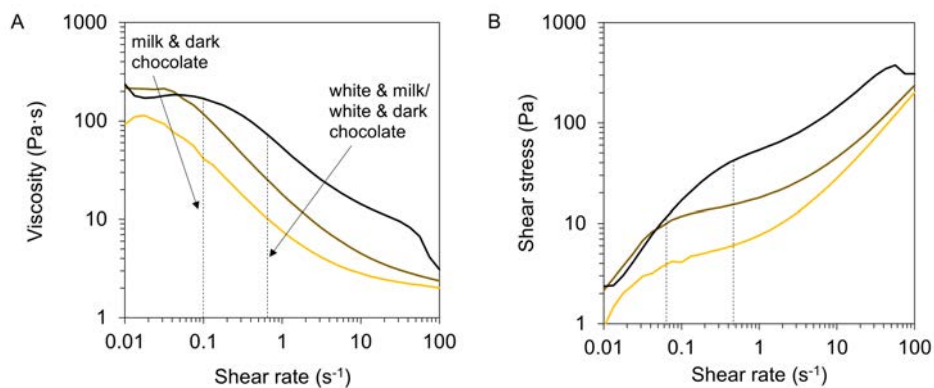 A
1000
100
10
1
Viscosity (Pa·s)
milk & dark
chocolate
white & milk/
white & dark
chocolate
0.01 0.1 1 10 100
Shear rate (s⁻¹)
B
1000
100
10
1
Shear stress (Pa)
0.01 0.1 1 10 100
Shear rate (s⁻¹)